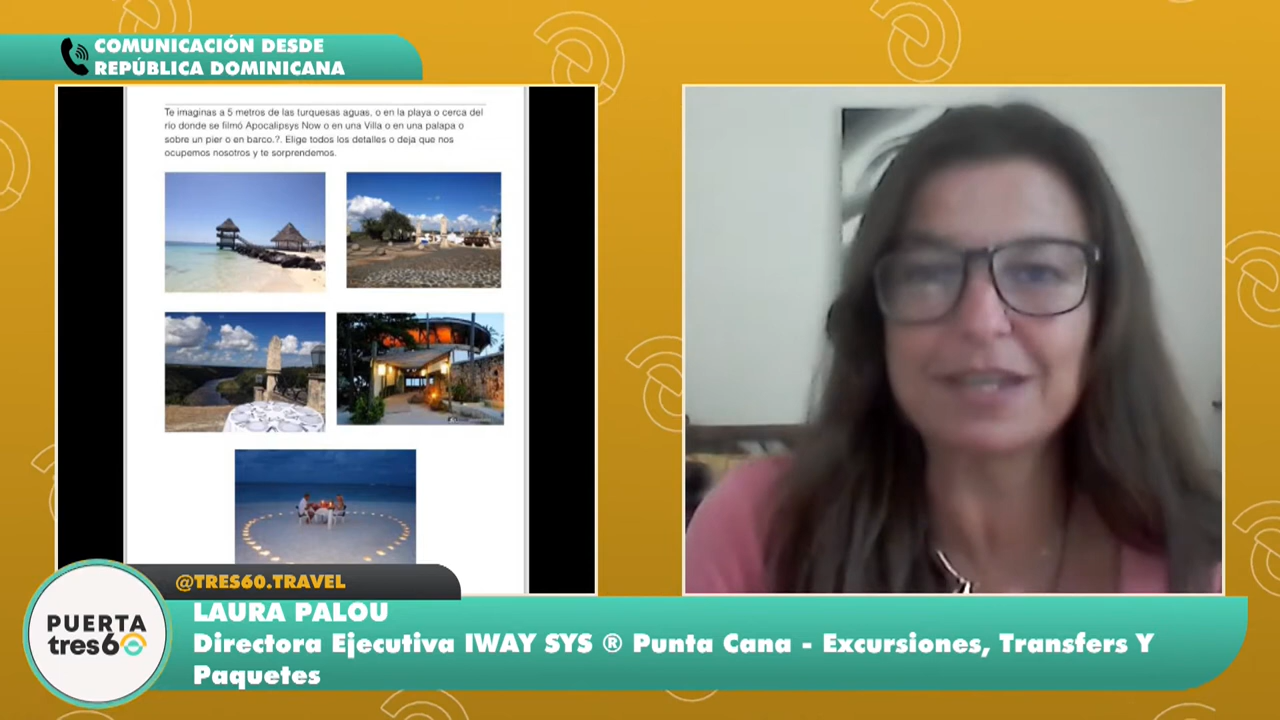 COMUNICACIÓN DESDE
REPÚBLICA DOMINICANA
Te imaginas a 5 metros de las turquesas aguas, o en la playa o cerca del
río donde se filmó Apocalipsys Now o en una Villa o en una palapa o
sobre un pier o en barco.?. Elige todos los detalles o deja que nos
ocupemos nosotros y te sorprendemos.
@TRES60.TRAVEL
PUERTA
tres60
LAURA PALOU
Directora Ejecutiva IWAY SYS ® Punta Cana - Excursiones, Transfers Y
Paquetes